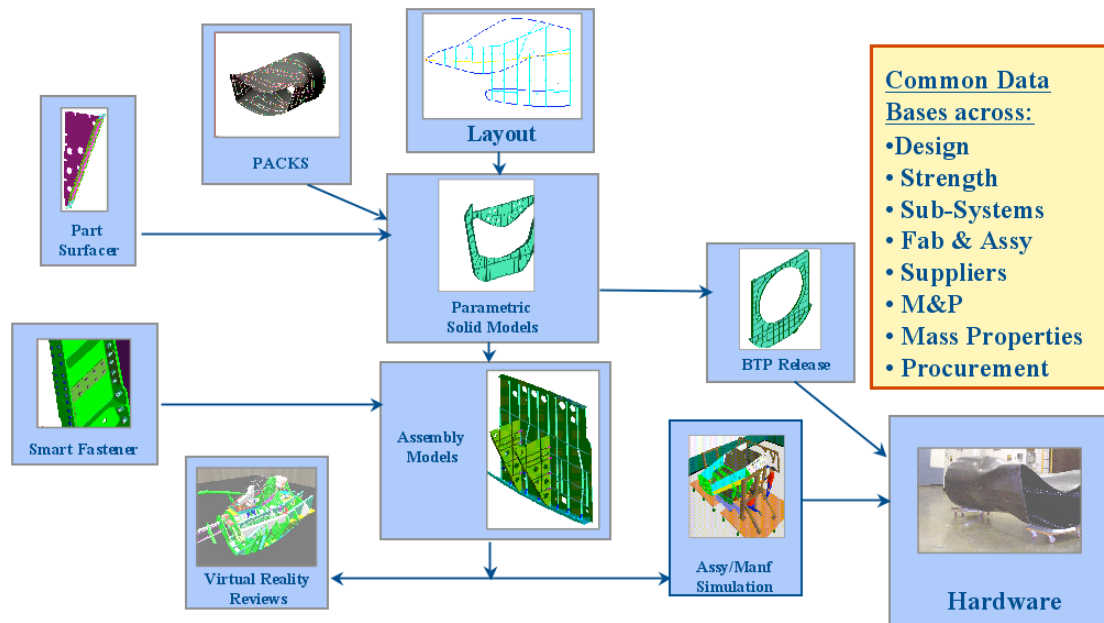 Layout
PACKS
Part
Surfacer
Parametric
Solid Models
BTP Release
Smart Fastener
Assembly
Models
Virtual Reality
Reviews
Assy/Manf
Simulation
Hardware
Common Data
Bases across:
•Design
• Strength
• Sub-Systems
• Fab & Assy
• Suppliers
• M&P
• Mass Properties
• Procurement